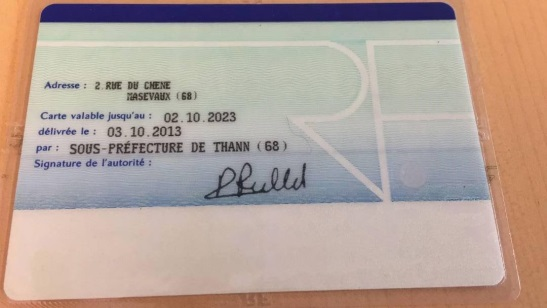 Adresse : 2 RUE DU CHENE
MASEVAUX (68)
Carte valable jusqu'au : 02.10.2023
délivrée le : 03.10.2013
par : SOUS-PRÉFECTURE DE THANN (68)
Signature de l'autorité :
RF